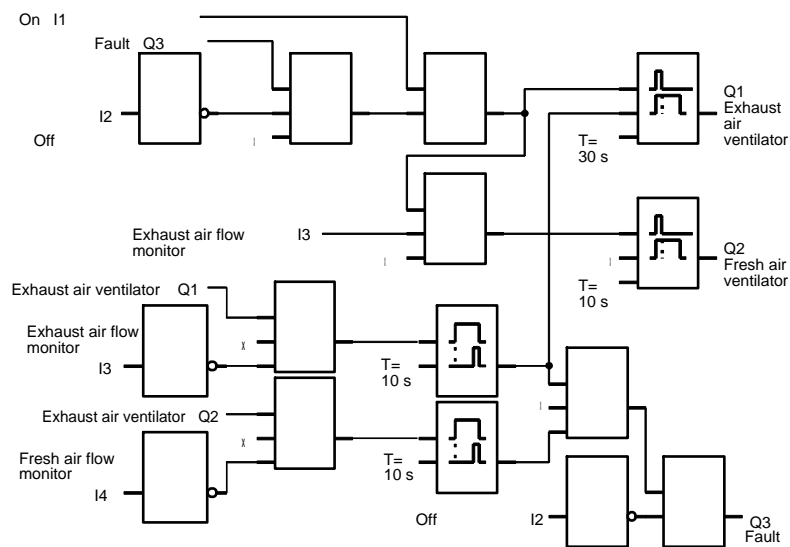 On I1
Fault Q3
I2
Off
Q1
Exhaust
air
ventilator
T=
30 s
Exhaust air flow
monitor
I3
Q2
Fresh air
ventilator
T=
10 s
Exhaust air ventilator Q1
Exhaust air flow
monitor
I3
T=
10 s
Exhaust air ventilator Q2
Fresh air flow
monitor
I4
T=
10 s
Off
I2
Q3
Fault